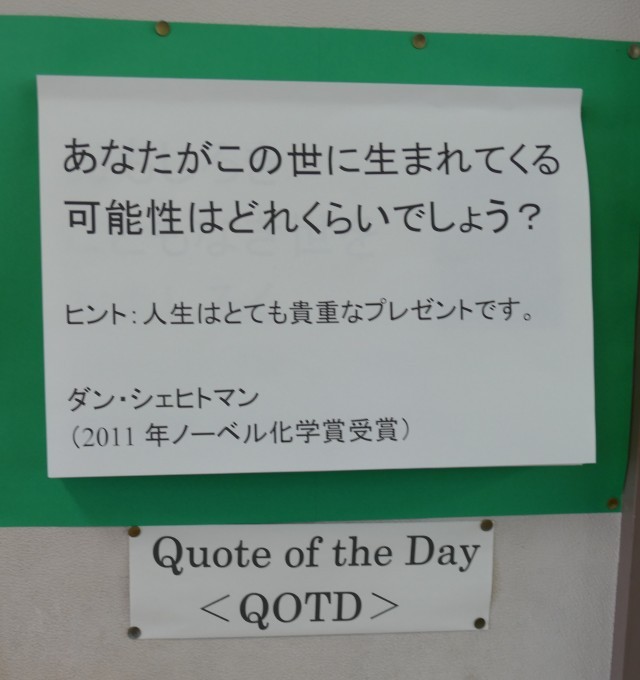 あなたがこの世に生まれてくる
可能性はどれくらいでしょう？
ヒント：人生はとても貴重なプレゼントです。
ダン・シェヒトマン
（2011 年ノーベル化学賞受賞）
Quote of the Day
＜QOTD＞